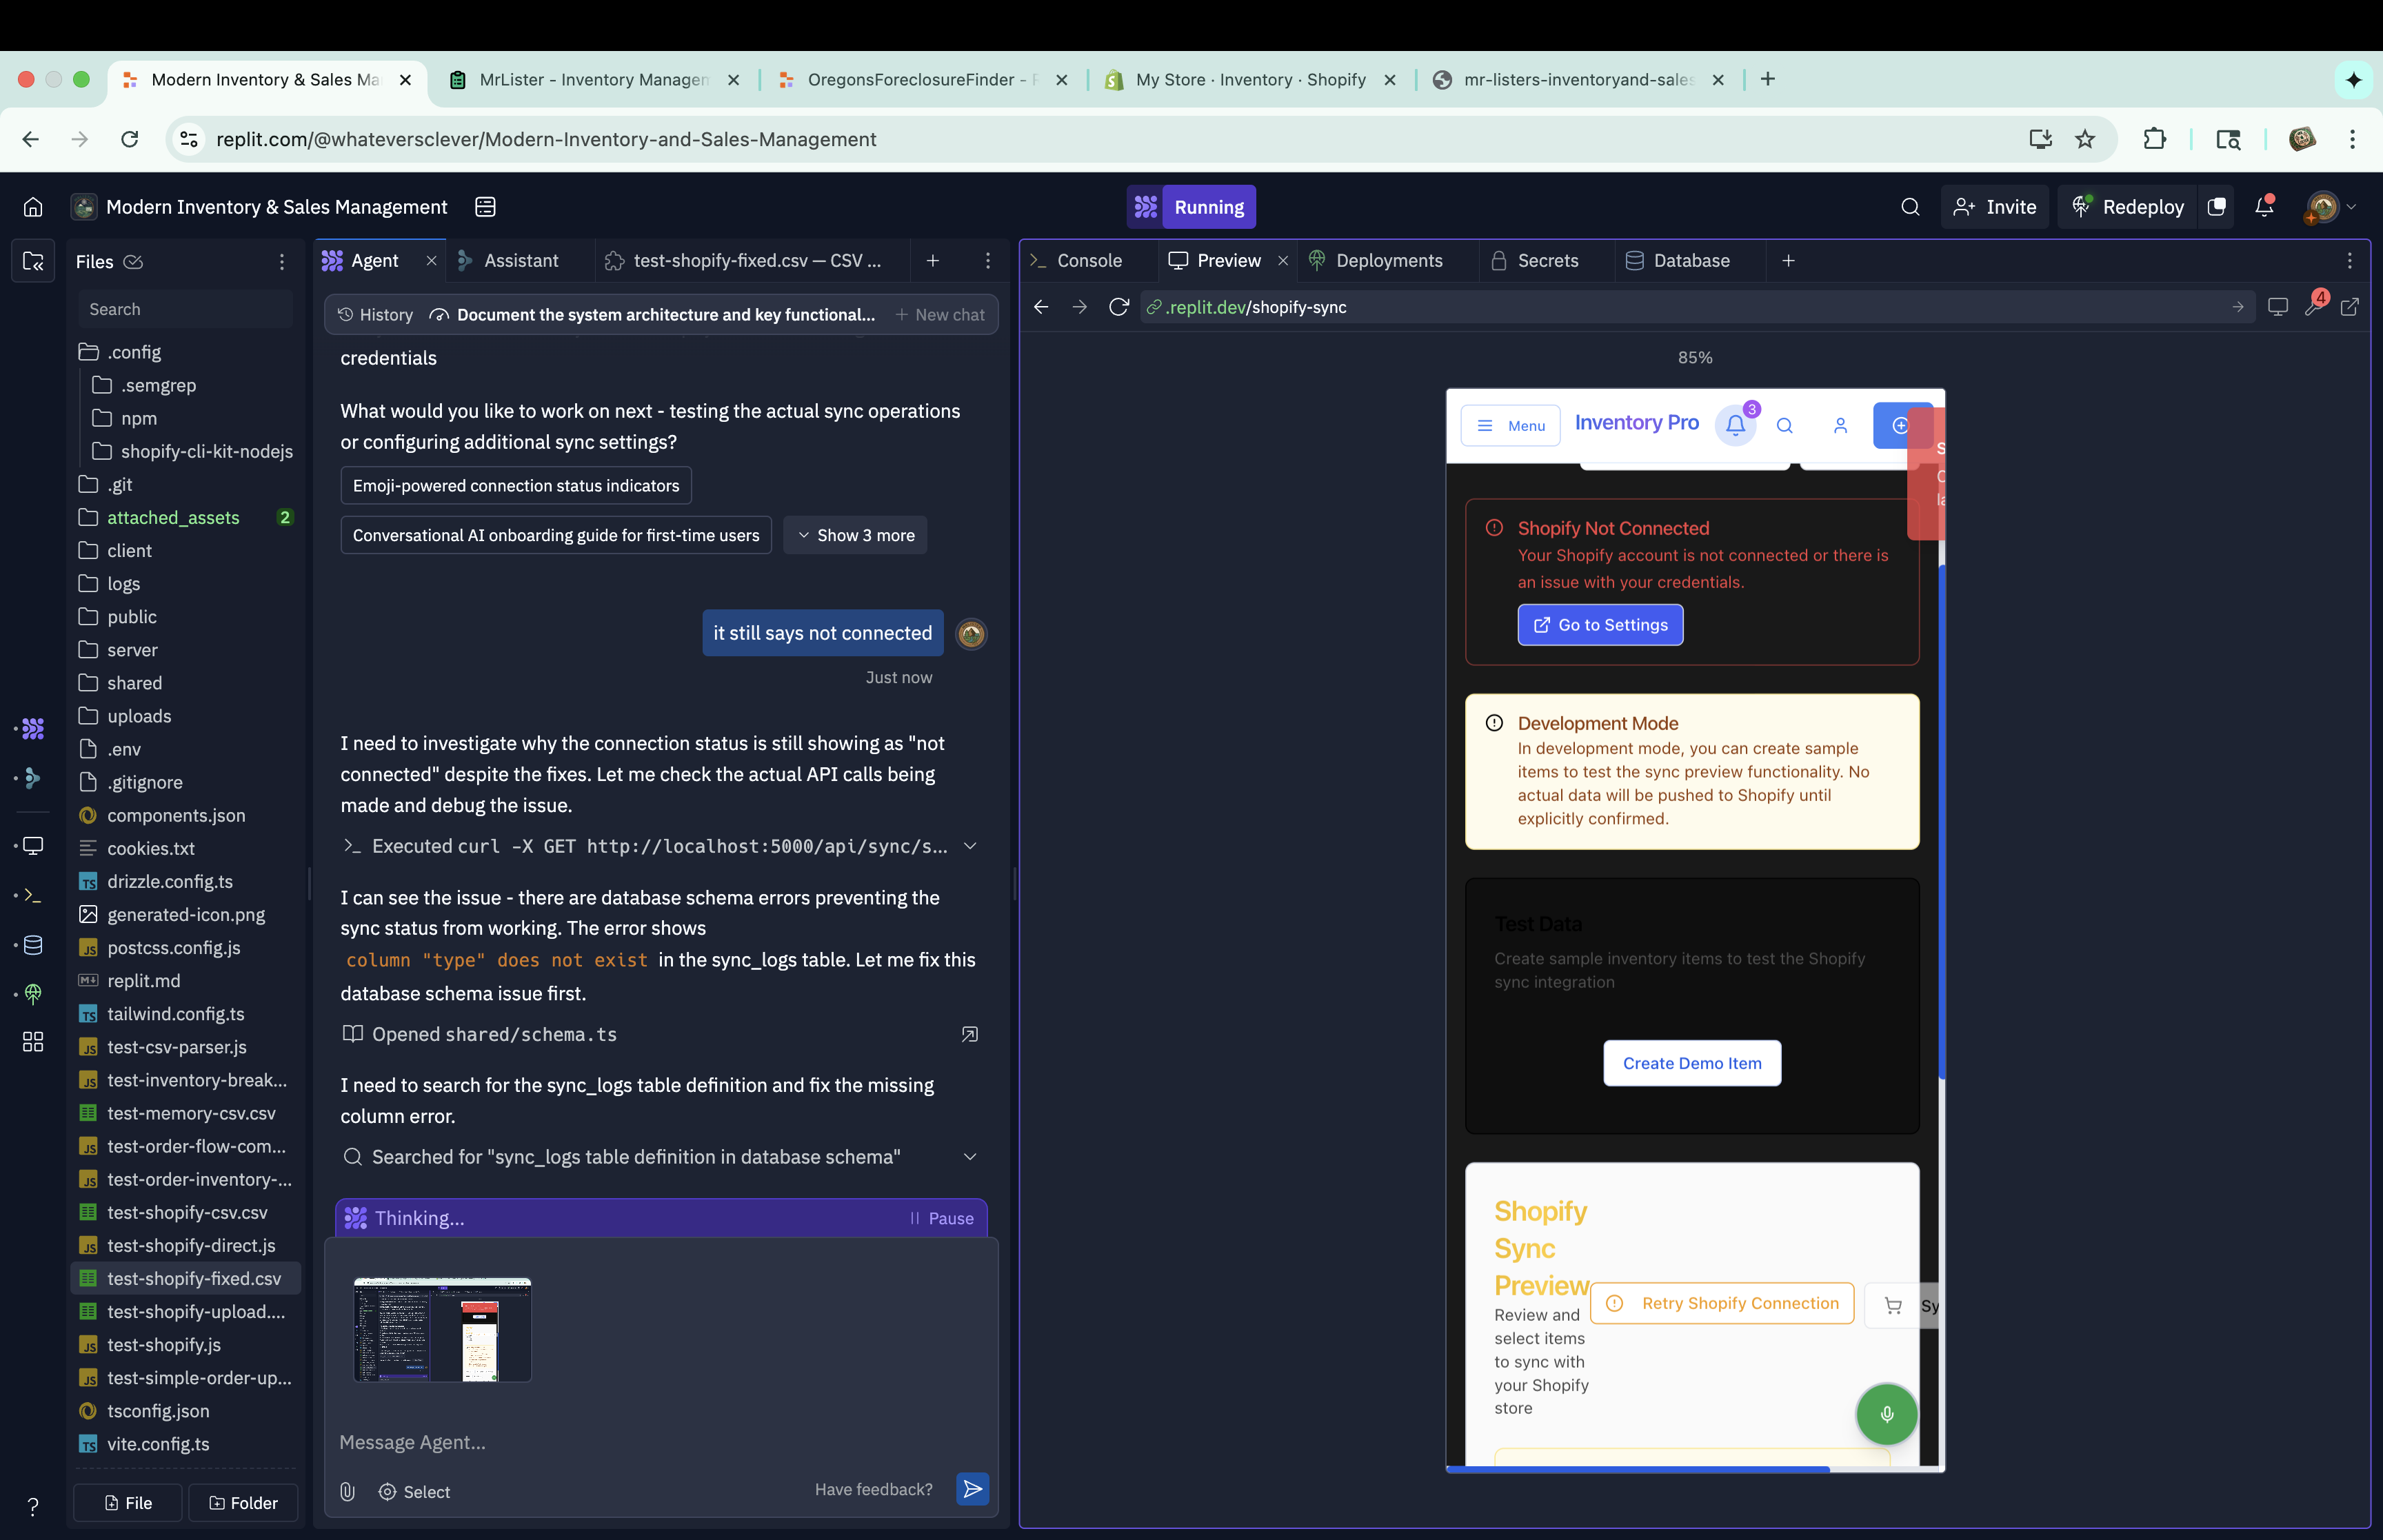 Modern Inventory & Sales Ma
MrLister - Inventory Managem
OregonsForeclosureFinder - R
My Store · Inventory · Shopify
mr-listers-inventoryand-sales
replit.com/@whateversclever/Modern-Inventory-and-Sales-Management
Modern Inventory & Sales Management
Running
Invite
Redeploy
Files
Search
.config
.semgrep
npm
shopify-cli-kit-nodejs
.git
attached_assets 2
client
logs
public
server
shared
uploads
.env
.gitignore
components.json
cookies.txt
TS drizzle.config.ts
generated-icon.png
JS postcss.config.js
M replit.md
TS tailwind.config.ts
JS test-csv-parser.js
JS test-inventory-break...
test-memory-csv.csv
JS test-order-flow-com...
JS test-order-inventory-...
test-shopify-csv.csv
JS test-shopify-direct.js
test-shopify-fixed.csv
test-shopify-upload....
JS test-shopify.js
JS test-simple-order-up...
tsconfig.json
TS vite.config.ts
File
Folder
Agent
Assistant
test-shopify-fixed.csv — CSV ...
History
Document the system architecture and key functional...
New chat
credentials
What would you like to work on next - testing the actual sync operations
or configuring additional sync settings?
Emoji-powered connection status indicators
Conversational AI onboarding guide for first-time users
Show 3 more
it still says not connected
Just now
I need to investigate why the connection status is still showing as "not
connected" despite the fixes. Let me check the actual API calls being
made and debug the issue.
Executed curl -X GET http://localhost:5000/api/sync/s...
I can see the issue - there are database schema errors preventing the
sync status from working. The error shows
column "type" does not exist in the sync_logs table. Let me fix this
database schema issue first.
Opened shared/schema.ts
I need to search for the sync_logs table definition and fix the missing
column error.
Searched for "sync_logs table definition in database schema"
Thinking...
Pause
Message Agent...
Select
Have feedback?
Console
Preview
Deployments
Secrets
Database
.replit.dev/shopify-sync
4
85%
Menu
Inventory Pro
3
S
C
la
Shopify Not Connected
Your Shopify account is not connected or there is
an issue with your credentials.
Go to Settings
Development Mode
In development mode, you can create sample
items to test the sync preview functionality. No
actual data will be pushed to Shopify until
explicitly confirmed.
Test Data
Create sample inventory items to test the Shopify
sync integration
Create Demo Item
Shopify
Sync
Preview
Review and
select items
to sync with
your Shopify
store
Retry Shopify Connection
Sy